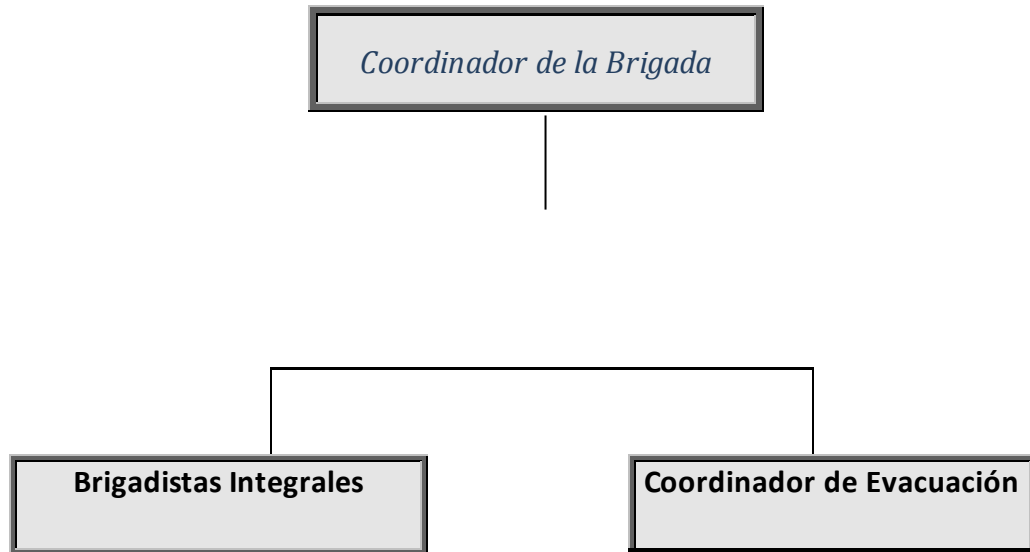 Coordinador de la Brigada
Brigadistas Integrales
Coordinador de Evacuación